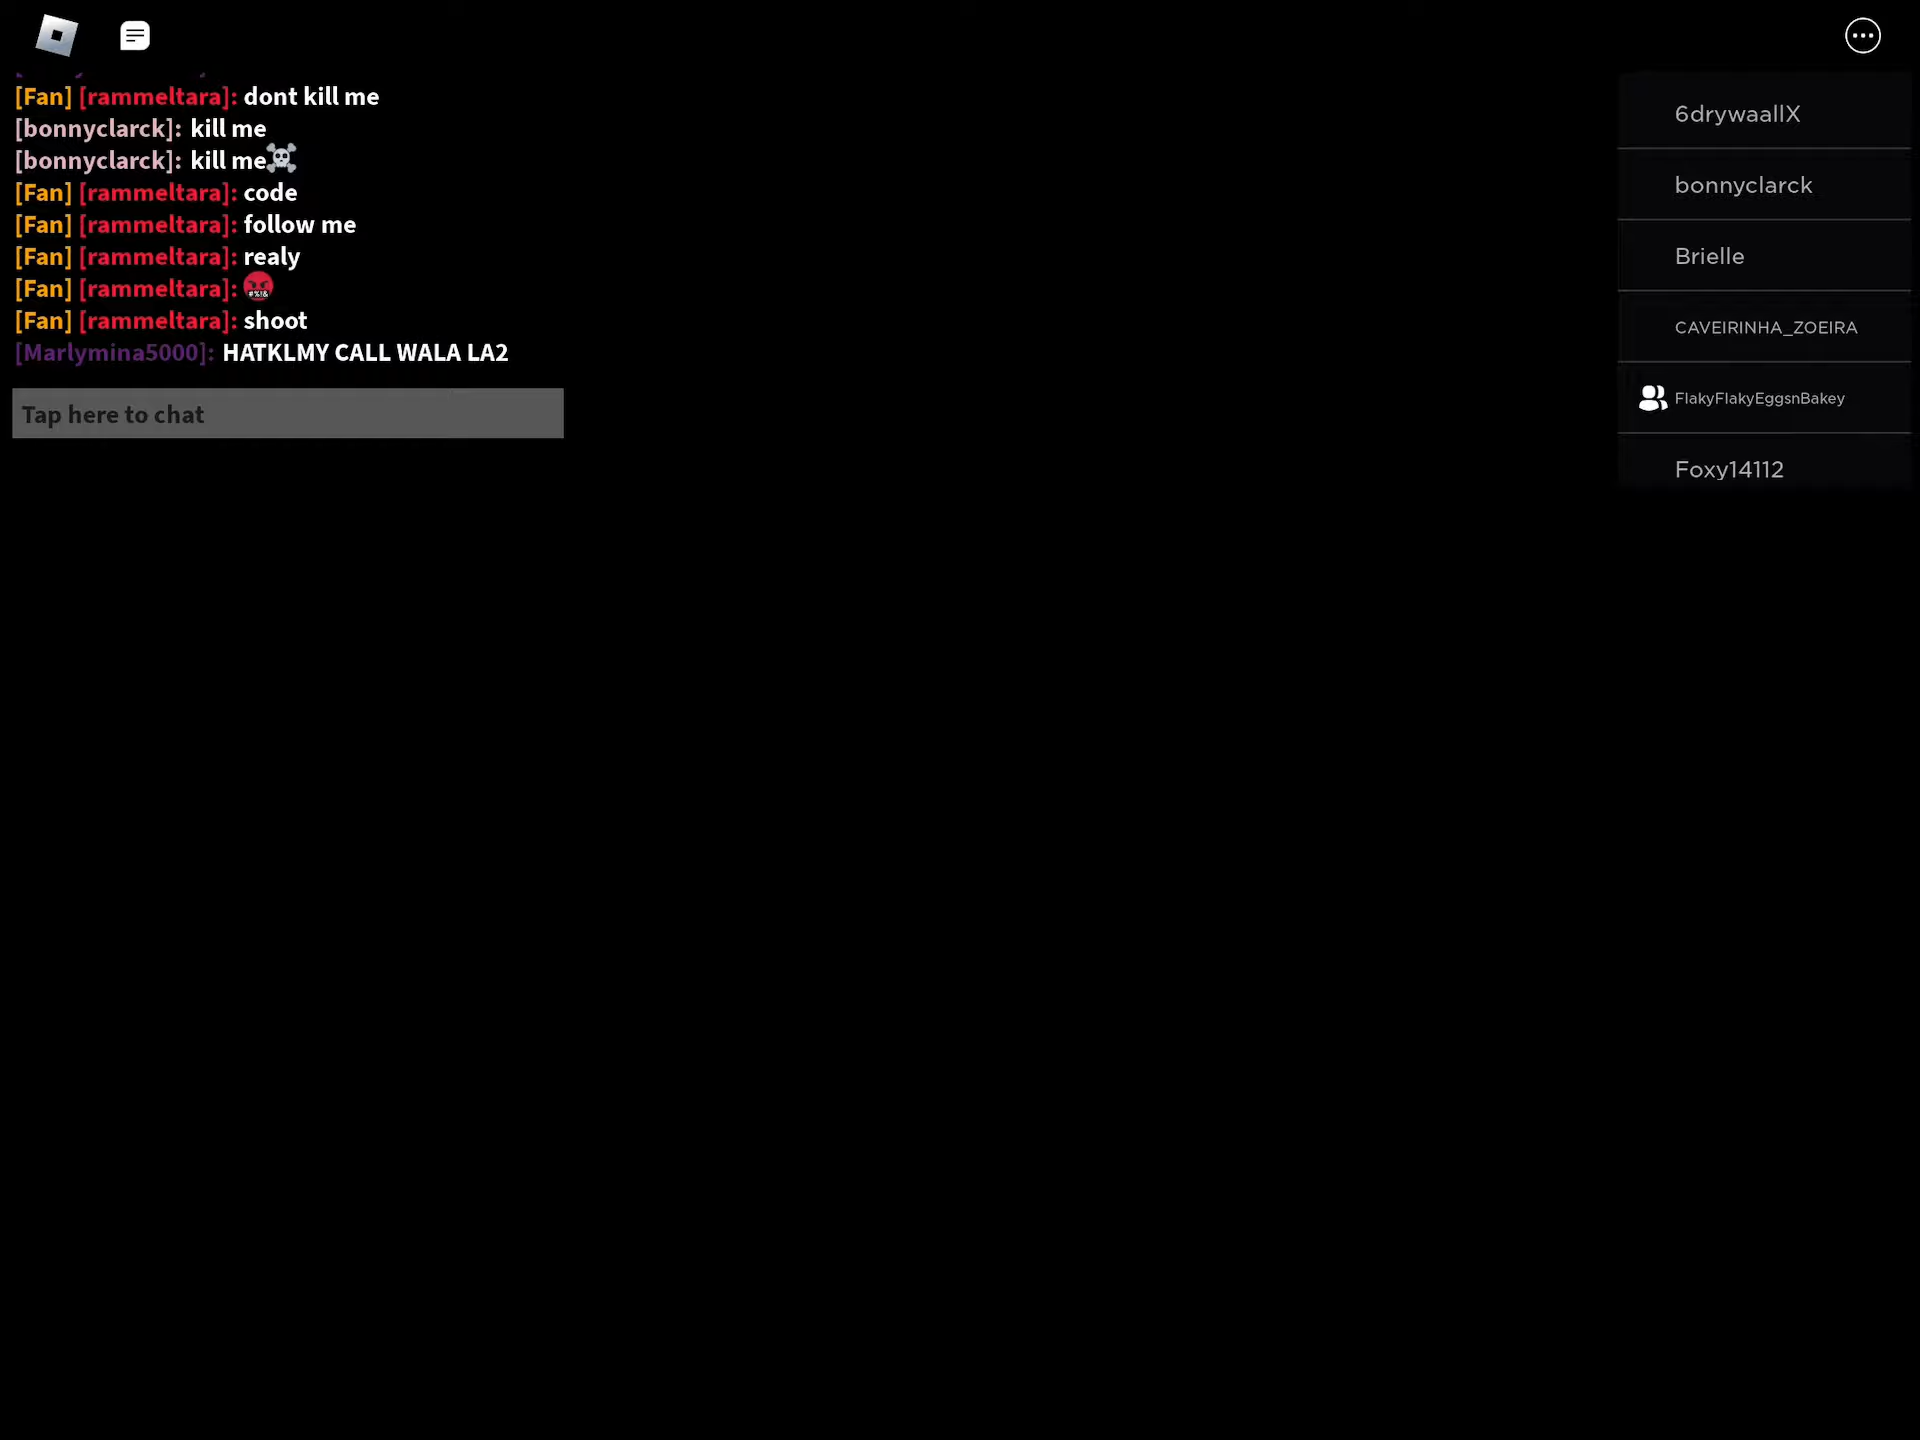 [Fan] [rammeltara]: dont kill me
[bonnyclarck]: kill me
[bonnyclarck]: kill me☠️
[Fan] [rammeltara]: code
[Fan] [rammeltara]: follow me
[Fan] [rammeltara]: realy
[Fan] [rammeltara]: 🤬
[Fan] [rammeltara]: shoot
[Marlymina5000]: HATKLMY CALL WALA LA2
Tap here to chat
6drywaallX
bonnyclarck
Brielle
CAVEIRINHA_ZOEIRA
FlakyFlakyEggsnBakey
Foxy14112